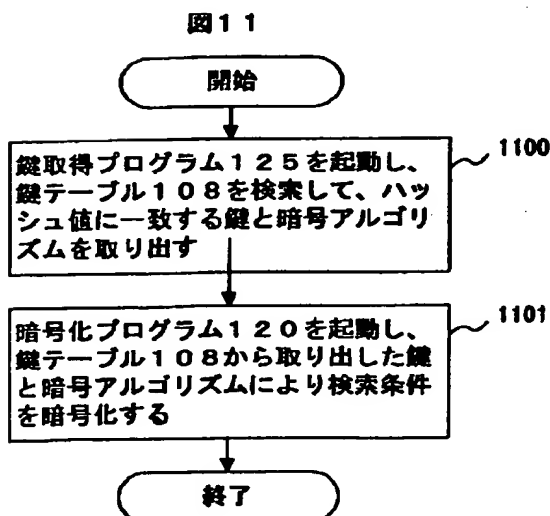 図11
開始
鍵取得プログラム125を起動し、
鍵テーブル108を検索して、ハッ
シュ値に一致する鍵と暗号アルゴリ
ズムを取り出す
1100
暗号化プログラム120を起動し、
鍵テーブル108から取り出した鍵
と暗号アルゴリズムにより検索条件
を暗号化する
1101
終了